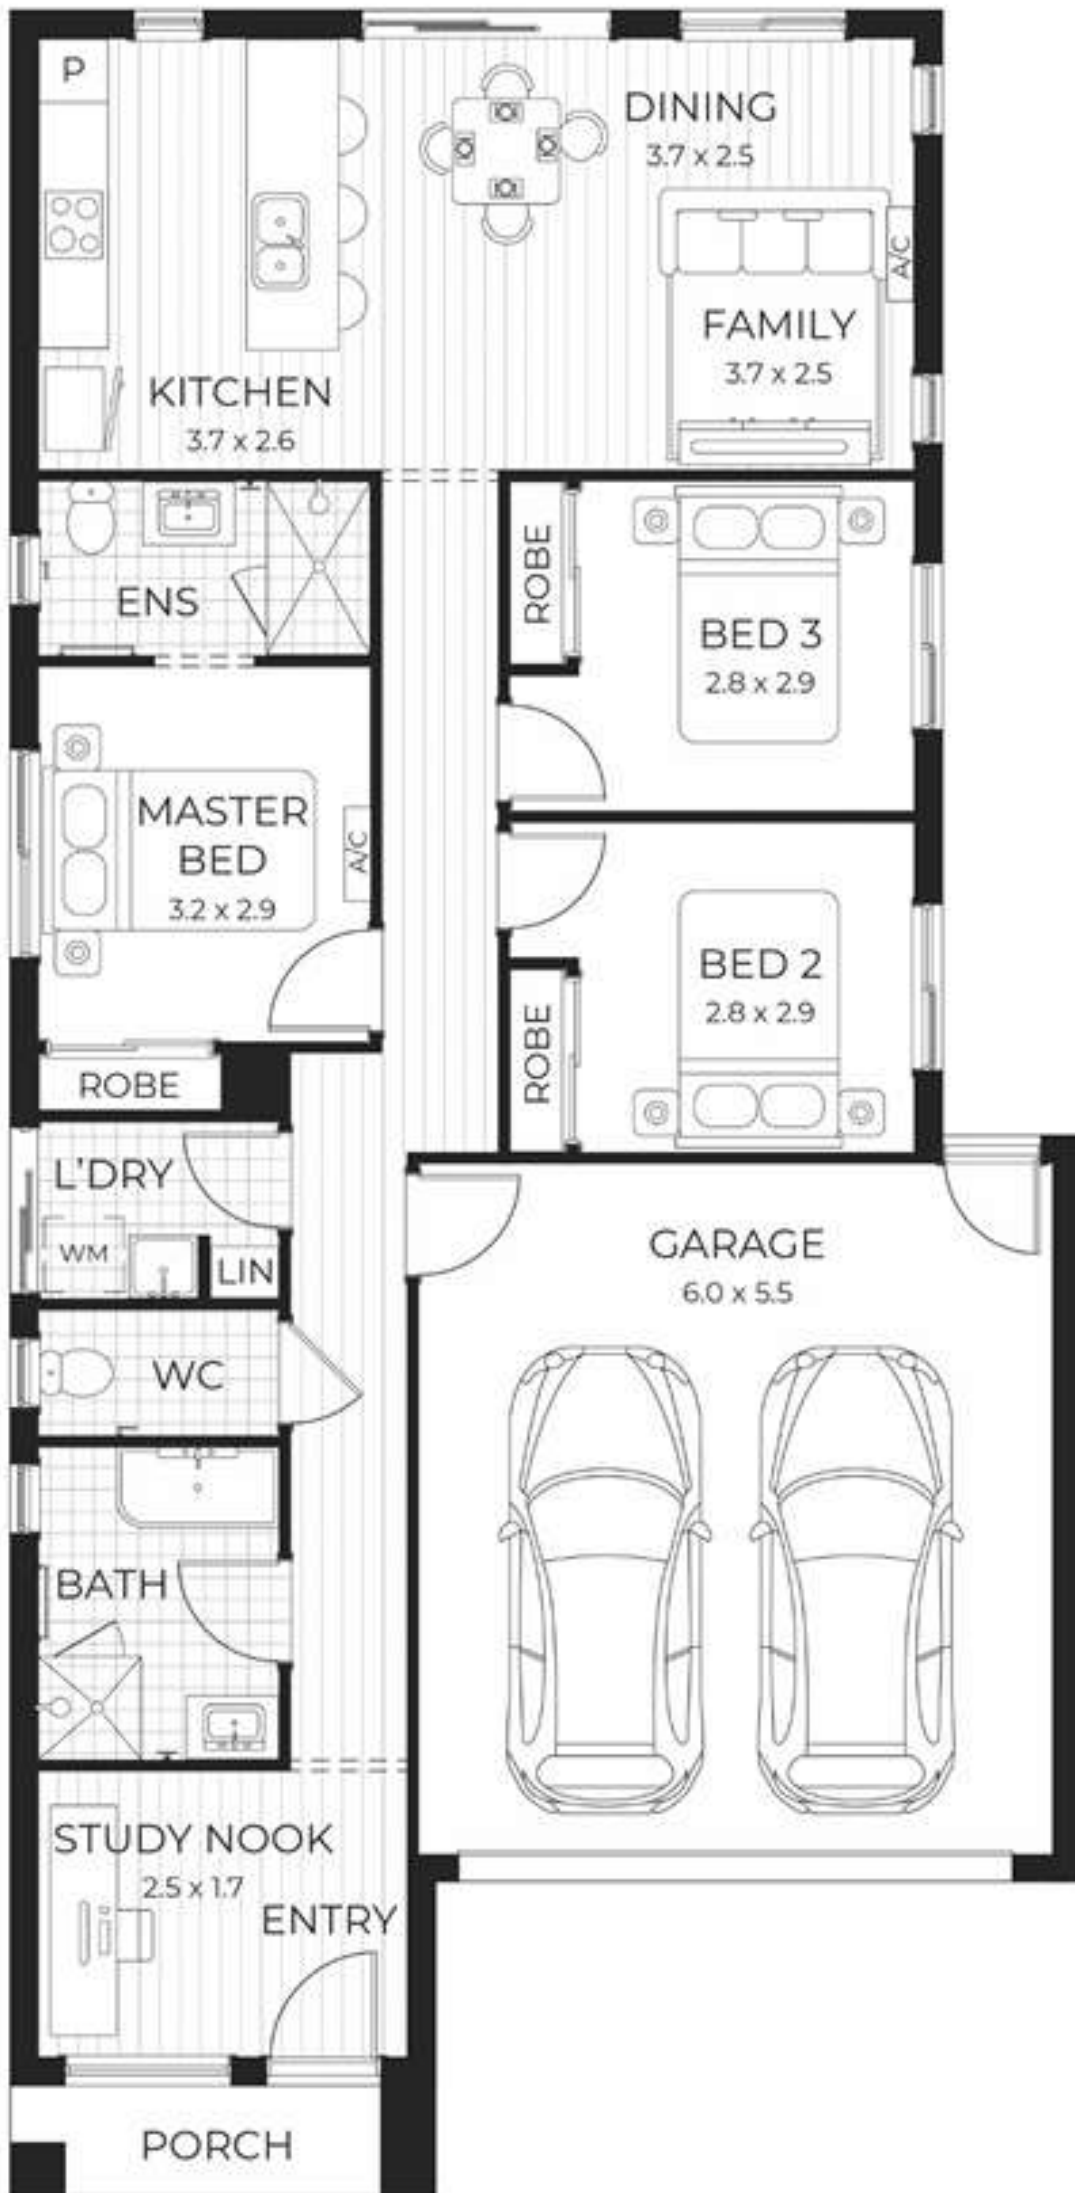 P
DINING
3.7 x 2.5
A/C
FAMILY
3.7 x 2.5
KITCHEN
3.7 x 2.6
ENS
ROBE
BED 3
2.8 x 2.9
MASTER
BED
3.2 x 2.9
A/C
BED 2
2.8 x 2.9
ROBE
ROBE
L'DRY
WM
LIN
GARAGE
6.0 x 5.5
WC
BATH
STUDY NOOK
2.5 x 1.7
ENTRY
PORCH